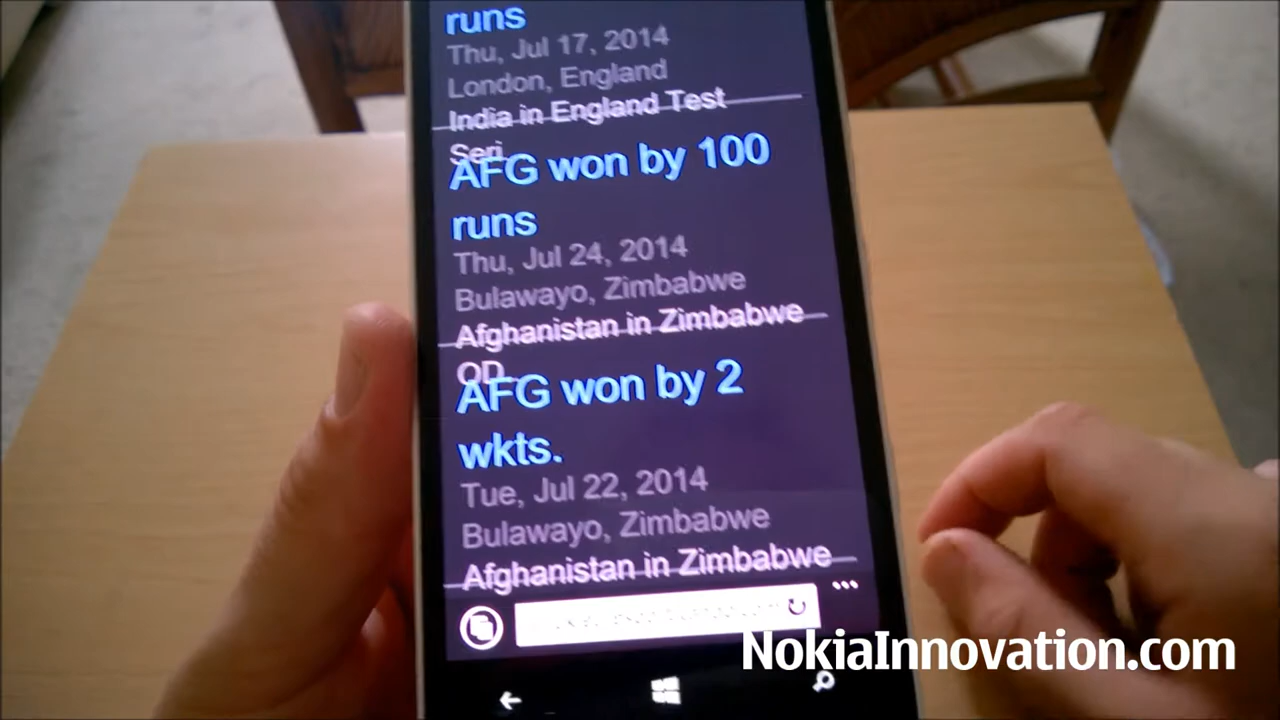 runs
Thu, Jul 17, 2014
London, England
India in England Test
Seri
AFG won by 100
runs
Thu, Jul 24, 2014
Bulawayo, Zimbabwe
Afghanistan in Zimbabwe
OD
AFG won by 2
wkts.
Tue, Jul 22, 2014
Bulawayo, Zimbabwe
Afghanistan in Zimbabwe
NokiaInnovation.com